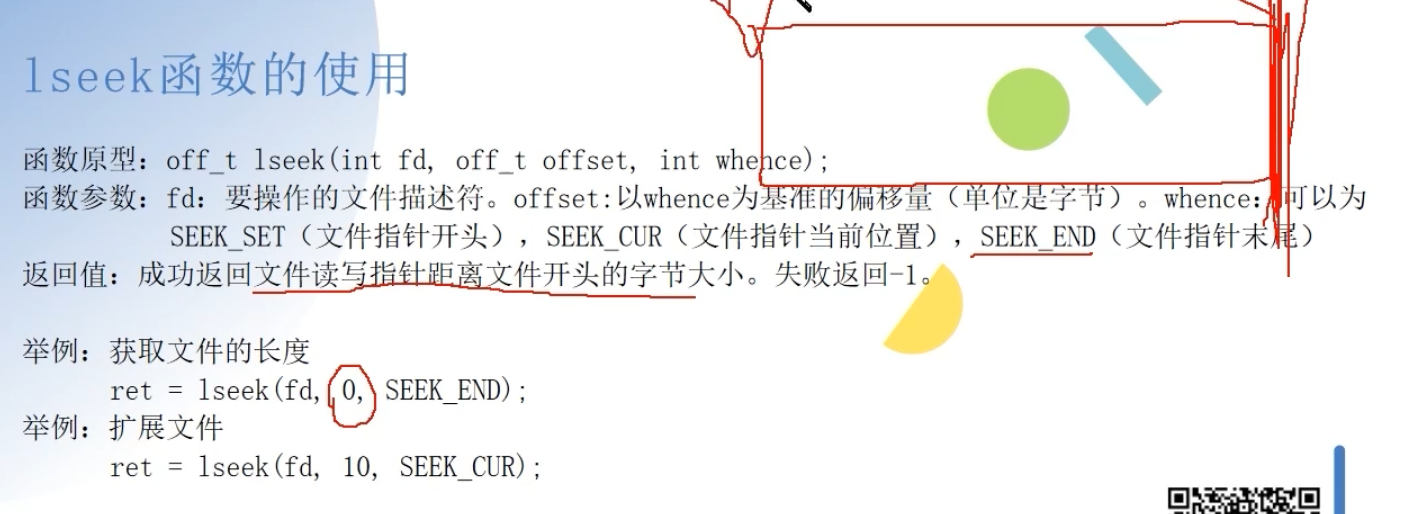 lseek函数的使用
函数原型：off_t lseek(int fd, off_t offset, int whence);
函数参数：fd：要操作的文件描述符。offset:以whence为基准的偏移量（单位是字节）。whence：可以为
SEEK_SET（文件指针开头），SEEK_CUR（文件指针当前位置），SEEK_END（文件指针末尾）
返回值：成功返回文件读写指针距离文件开头的字节大小。失败返回-1。
举例：获取文件的长度
ret = lseek(fd, 0, SEEK_END);
举例：扩展文件
ret = lseek(fd, 10, SEEK_CUR);